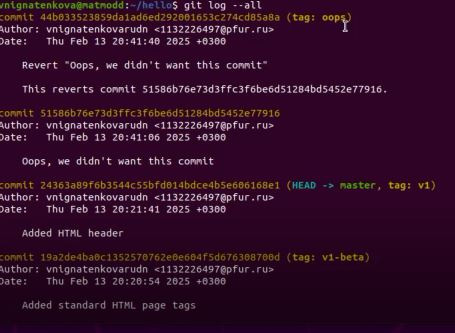 vnignatenkova@matmodd:~/hello$ git log --all
commit 44b033523859da1ad6ed292001653c274cd85a8a (tag: oops)
Author: vnignatenkovarudn <1132226497@pfur.ru>
Date:   Thu Feb 13 20:41:40 2025 +0300
Revert "Oops, we didn't want this commit"
This reverts commit 51586b76e73d3ffc3f6be6d51284bd5452e77916.
commit 51586b76e73d3ffc3f6be6d51284bd5452e77916
Author: vnignatenkovarudn <1132226497@pfur.ru>
Date:   Thu Feb 13 20:41:06 2025 +0300
Oops, we didn't want this commit
commit 24363a89f6b3544c55bfd014bdce4b5e606168e1 (HEAD -> master, tag: v1)
Author: vnignatenkovarudn <1132226497@pfur.ru>
Date:   Thu Feb 13 20:21:41 2025 +0300
Added HTML header
commit 19a2de4ba0c1352570762e0e604f5d676308700d (tag: v1-beta)
Author: vnignatenkovarudn <1132226497@pfur.ru>
Date:   Thu Feb 13 20:20:54 2025 +0300
Added standard HTML page tags